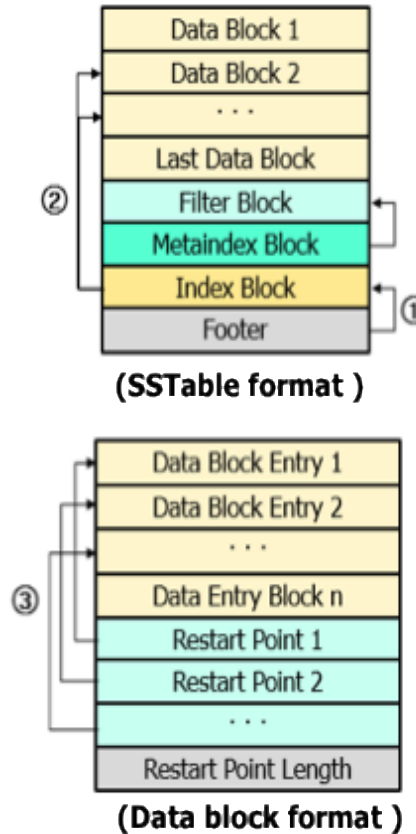 Data Block 1
Data Block 2
· · ·
Last Data Block
②
Filter Block
Metaindex Block
Index Block
①
Footer
(SSTable format )
Data Block Entry 1
Data Block Entry 2
· · ·
③
Data Entry Block n
Restart Point 1
Restart Point 2
· · ·
Restart Point Length
(Data block format )